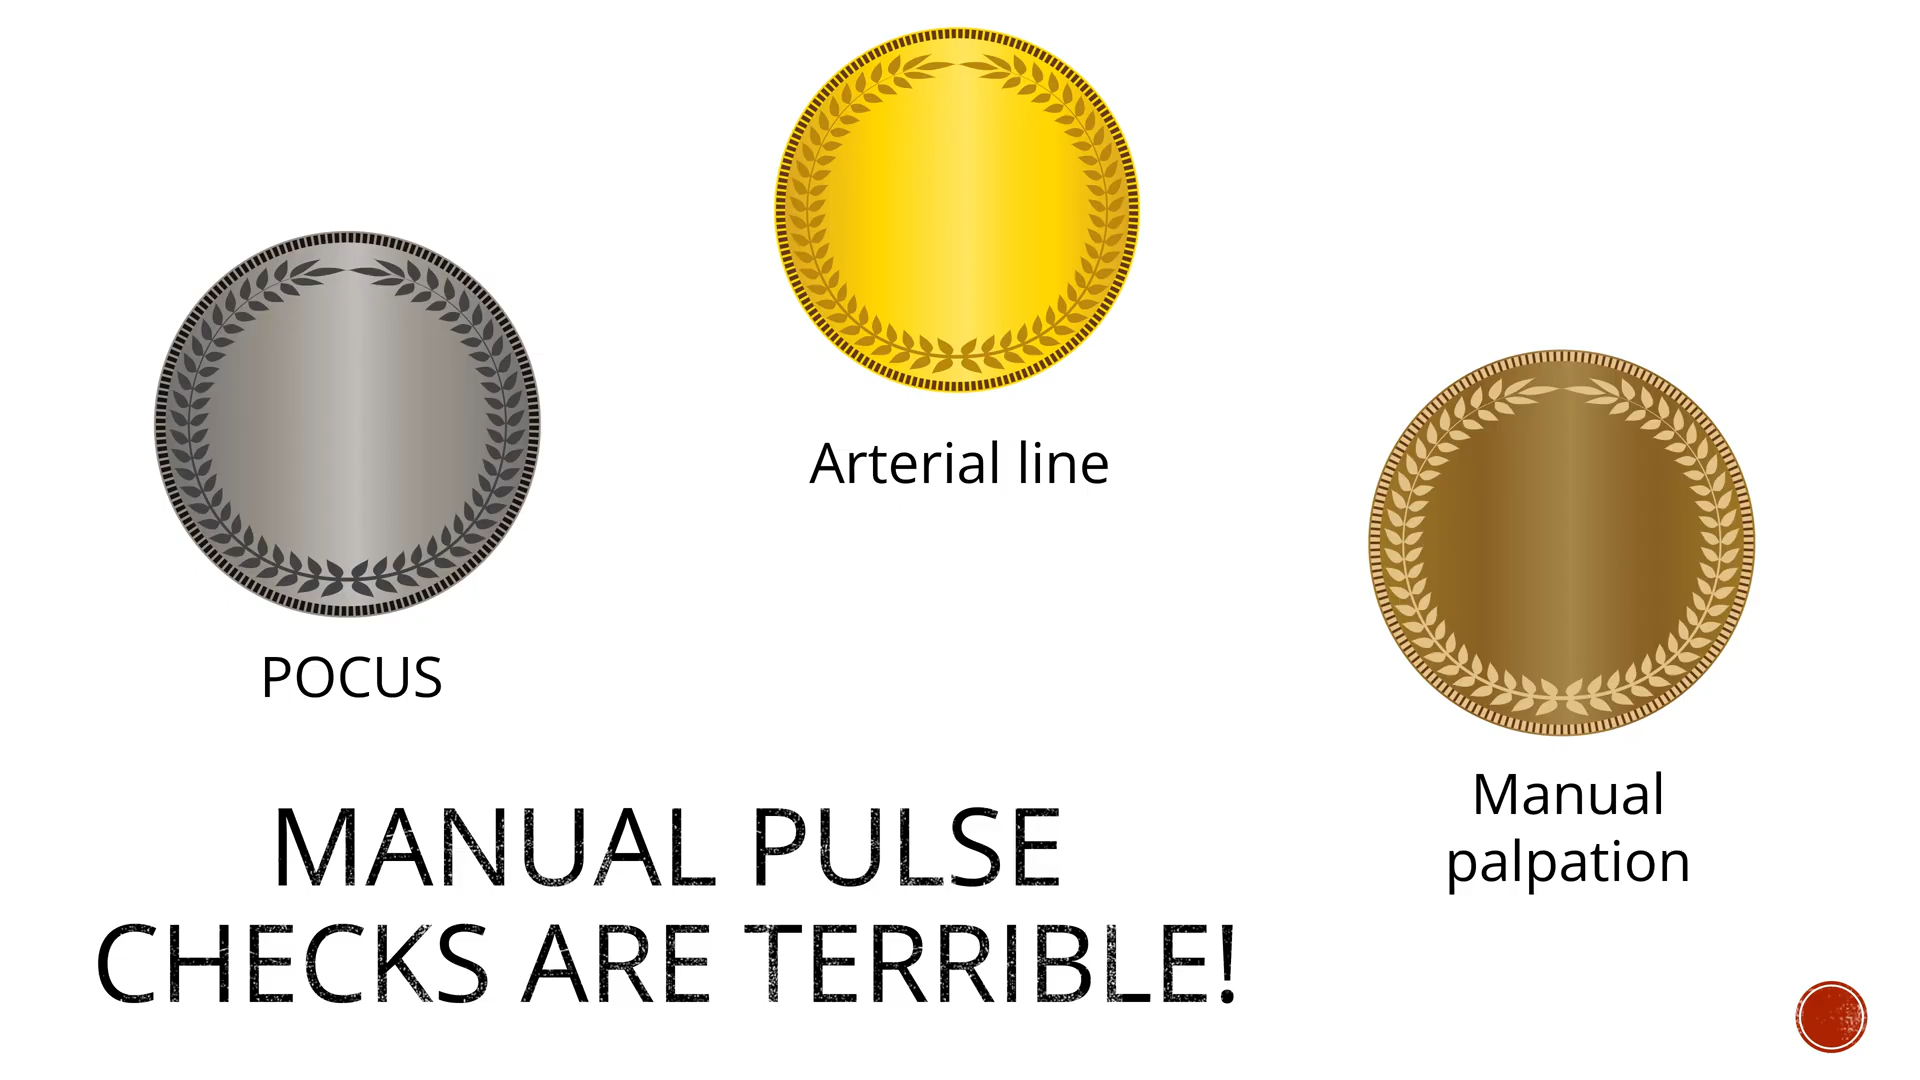 Arterial line
POCUS
Manual
palpation
MANUAL PULSE
CHECKS ARE TERRIBLE!